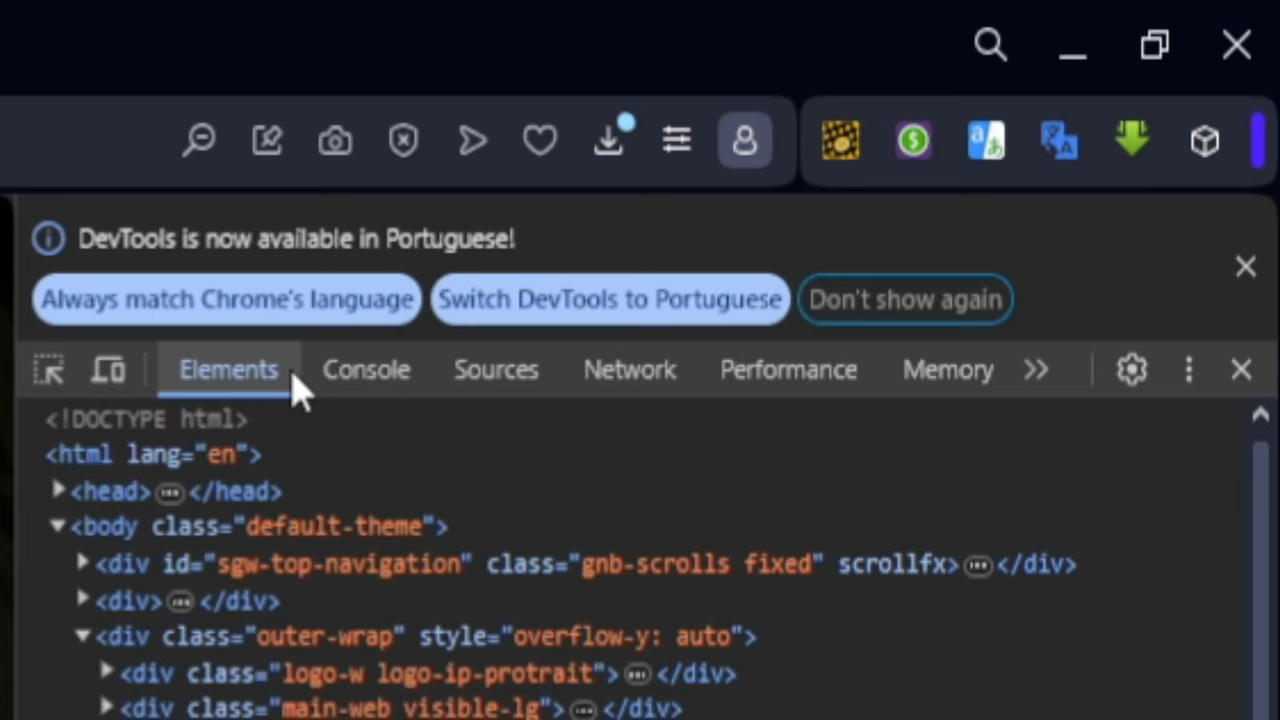 DevTools is now available in Portuguese!
Always match Chrome's language Switch DevTools to Portuguese Don't show again
Elements Console Sources Network Performance Memory
<!DOCTYPE html>
<html lang="en">
<head>…</head>
<body class="default-theme">
<div id="sgw-top-navigation" class="gnb-scrolls fixed" scrollfx>…</div>
<div>…</div>
<div class="outer-wrap" style="overflow-y: auto">
<div class="logo-w logo-ip-protrait">…</div>
<div class="main-web visible-lg">…</div>